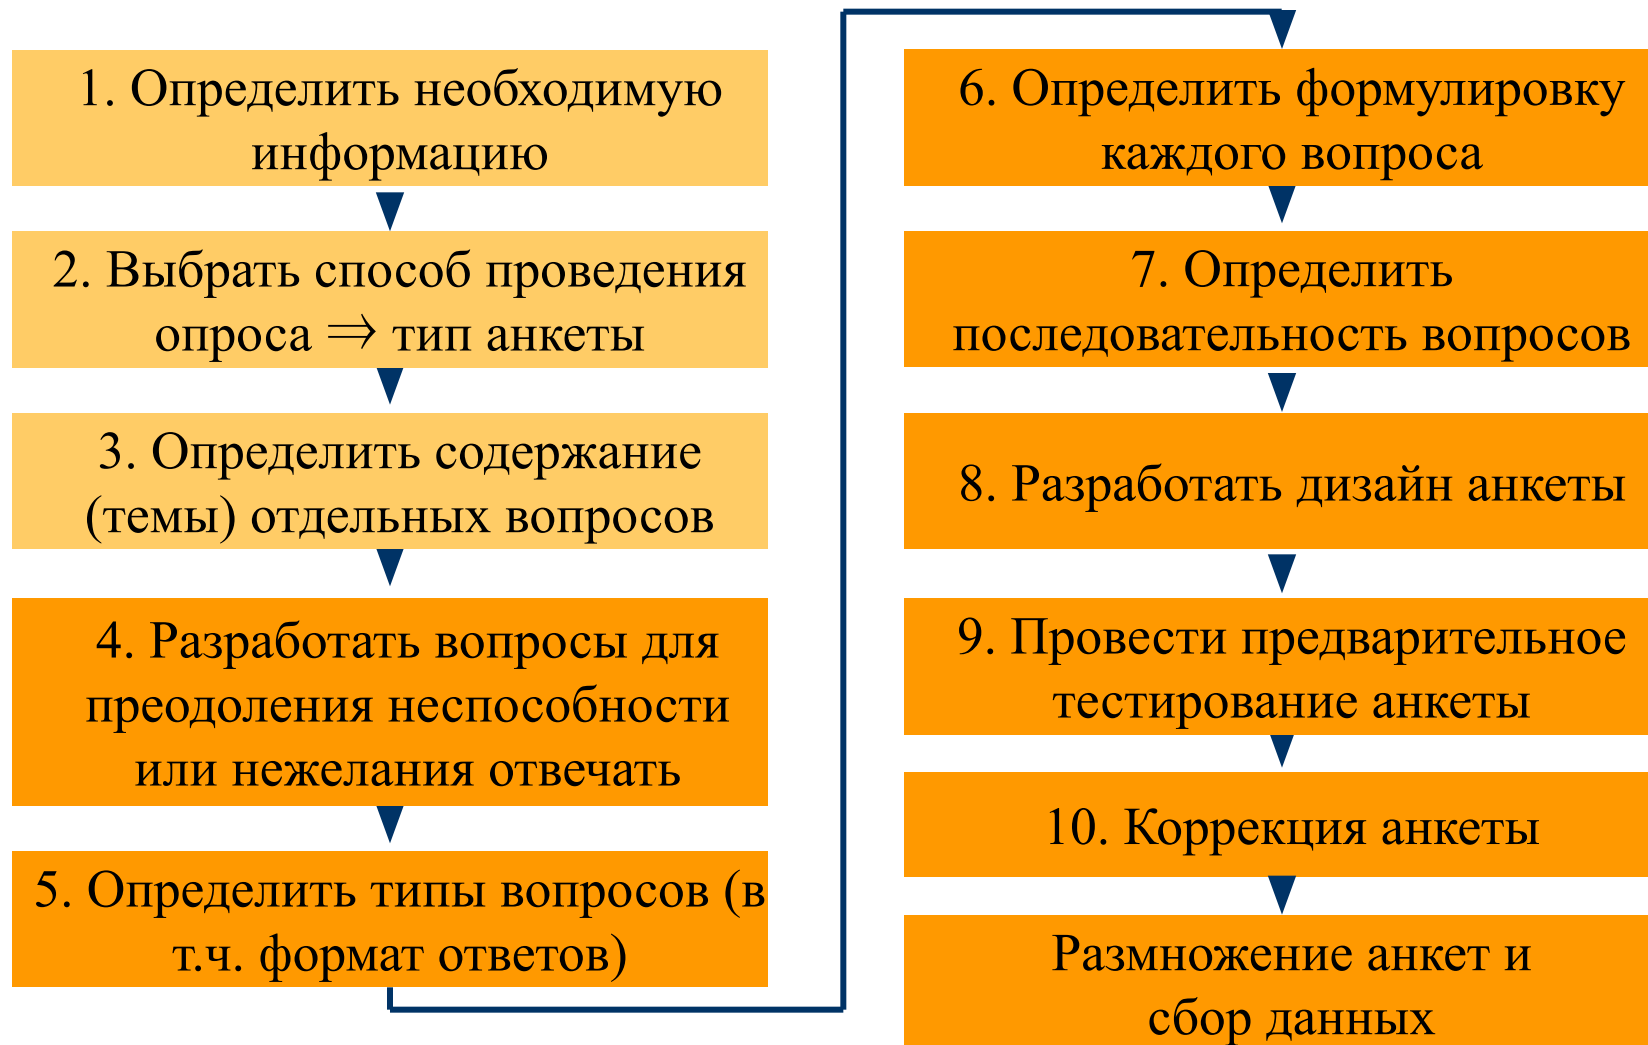 1. Определить необходимую
информацию
2. Выбрать способ проведения
опроса ⇒ тип анкеты
3. Определить содержание
(темы) отдельных вопросов
4. Разработать вопросы для
преодоления неспособности
или нежелания отвечать
5. Определить типы вопросов (в
т.ч. формат ответов)
6. Определить формулировку
каждого вопроса
7. Определить
последовательность вопросов
8. Разработать дизайн анкеты
9. Провести предварительное
тестирование анкеты
10. Коррекция анкеты
Размножение анкет и
сбор данных